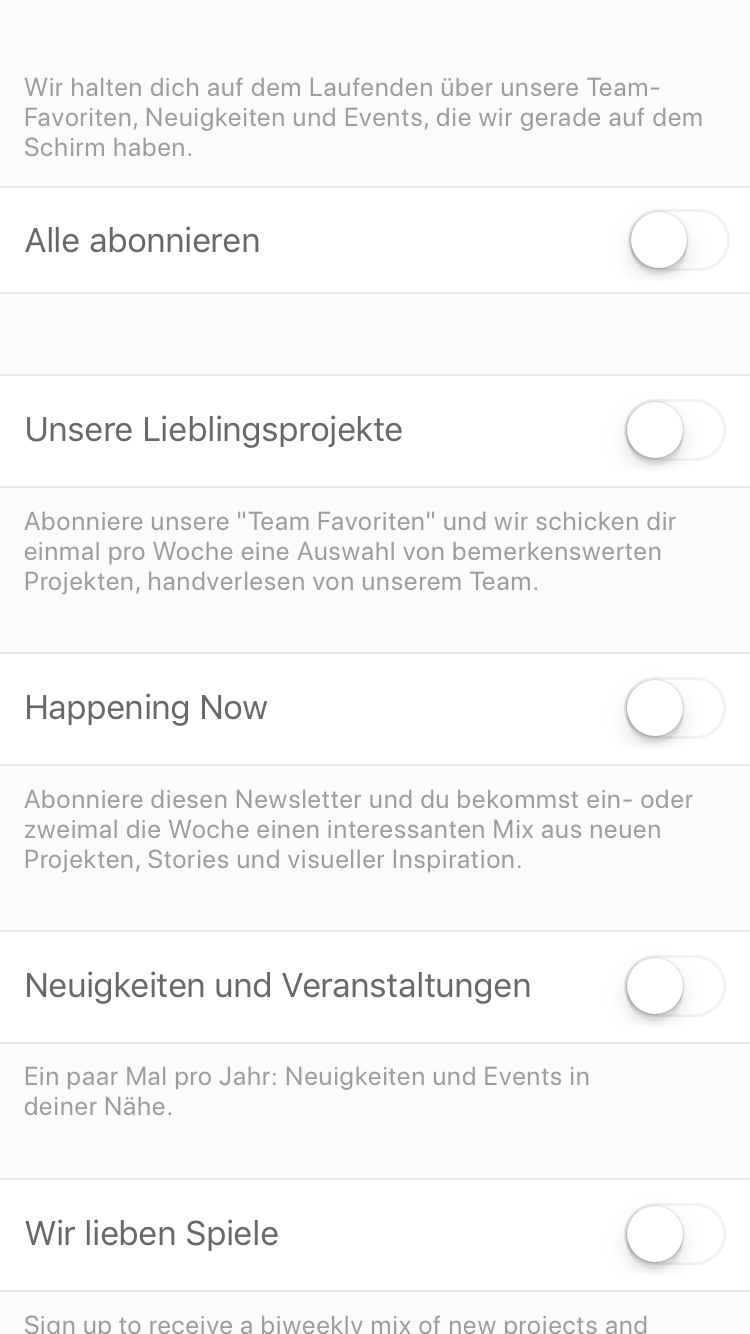 Wir halten dich auf dem Laufenden über unsere Team-
Favoriten, Neuigkeiten und Events, die wir gerade auf dem
Schirm haben.
Alle abonnieren
Unsere Lieblingsprojekte
Abonniere unsere "Team Favoriten" und wir schicken dir
einmal pro Woche eine Auswahl von bemerkenswerten
Projekten, handverlesen von unserem Team.
Happening Now
Abonniere diesen Newsletter und du bekommst ein- oder
zweimal die Woche einen interessanten Mix aus neuen
Projekten, Stories und visueller Inspiration.
Neuigkeiten und Veranstaltungen
Ein paar Mal pro Jahr: Neuigkeiten und Events in
deiner Nähe.
Wir lieben Spiele
Sign up to receive a biweekly mix of new projects and